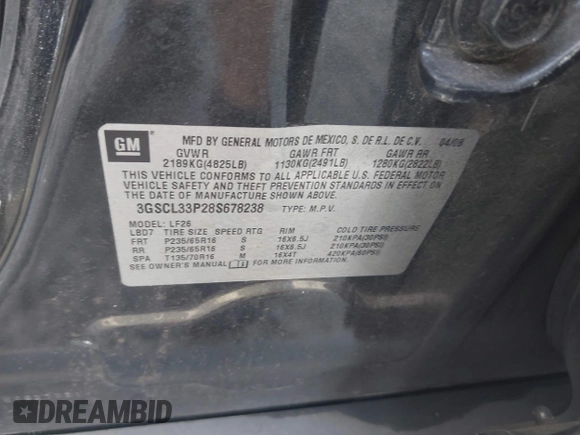 GM
MFD BY GENERAL MOTORS DE MEXICO, S. DE R.L. DE C.V. 04/08
GVWR GAWR FRT GAWR RR
2189KG(4825LB) 1130KG(2491LB) 1280KG(2822LB)
THIS VEHICLE CONFORMS TO ALL APPLICABLE U.S. FEDERAL MOTOR
VEHICLE SAFETY AND THEFT PREVENTION STANDARDS IN EFFECT ON
THE DATE OF MANUFACTURE SHOWN ABOVE.
3GSCL33P28S678238 TYPE: M.P.V.
MODEL: LF26
LBD7 TIRE SIZE SPEED RTG RIM COLD TIRE PRESSURE
FRT P235/65R16 S 16X6.5J 210KPA(30PSI)
RR P235/65R16 S 16X6.5J 210KPA(30PSI)
SPA T135/70R16 M 16X4T 420KPA(60PSI)
SEE OWNER'S MANUAL FOR MORE INFORMATION.
DREAMBID